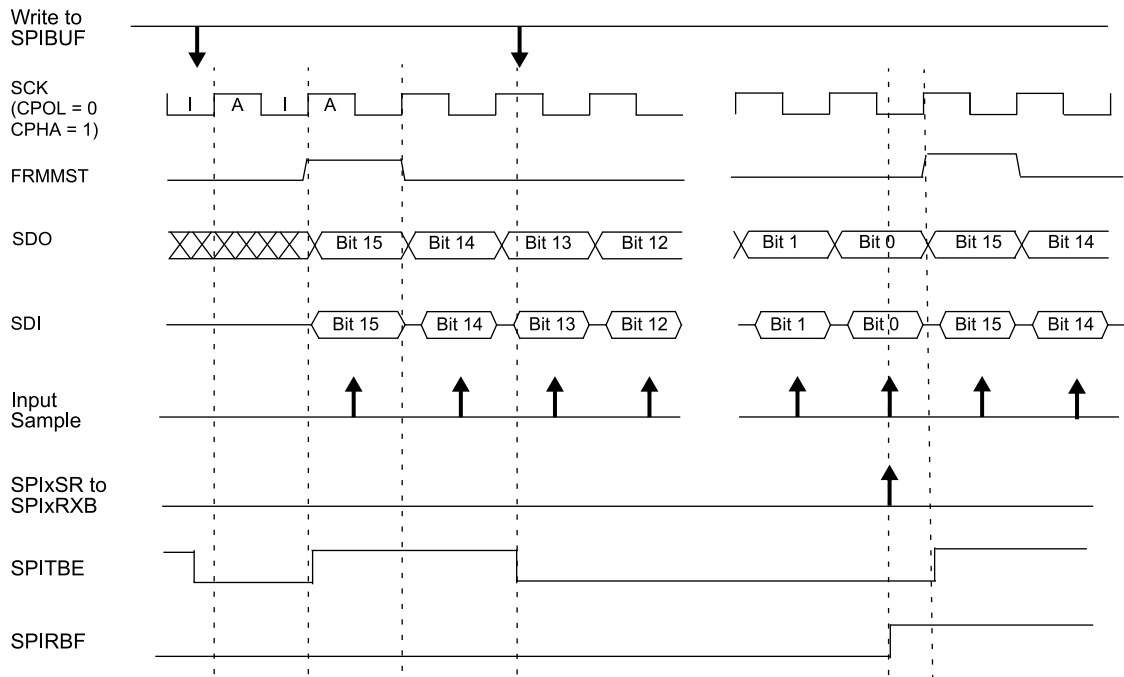 Write to
SPIBUF
SCK
(CPOL = 0
CPHA = 1)
I A I A
FRMMST
SDO
Bit 15 Bit 14 Bit 13 Bit 12 Bit 1 Bit 0 Bit 15 Bit 14
SDI
Bit 15 Bit 14 Bit 13 Bit 12 Bit 1 Bit 0 Bit 15 Bit 14
Input
Sample
SPIxSR to
SPIxRXB
SPITBE
SPIRBF